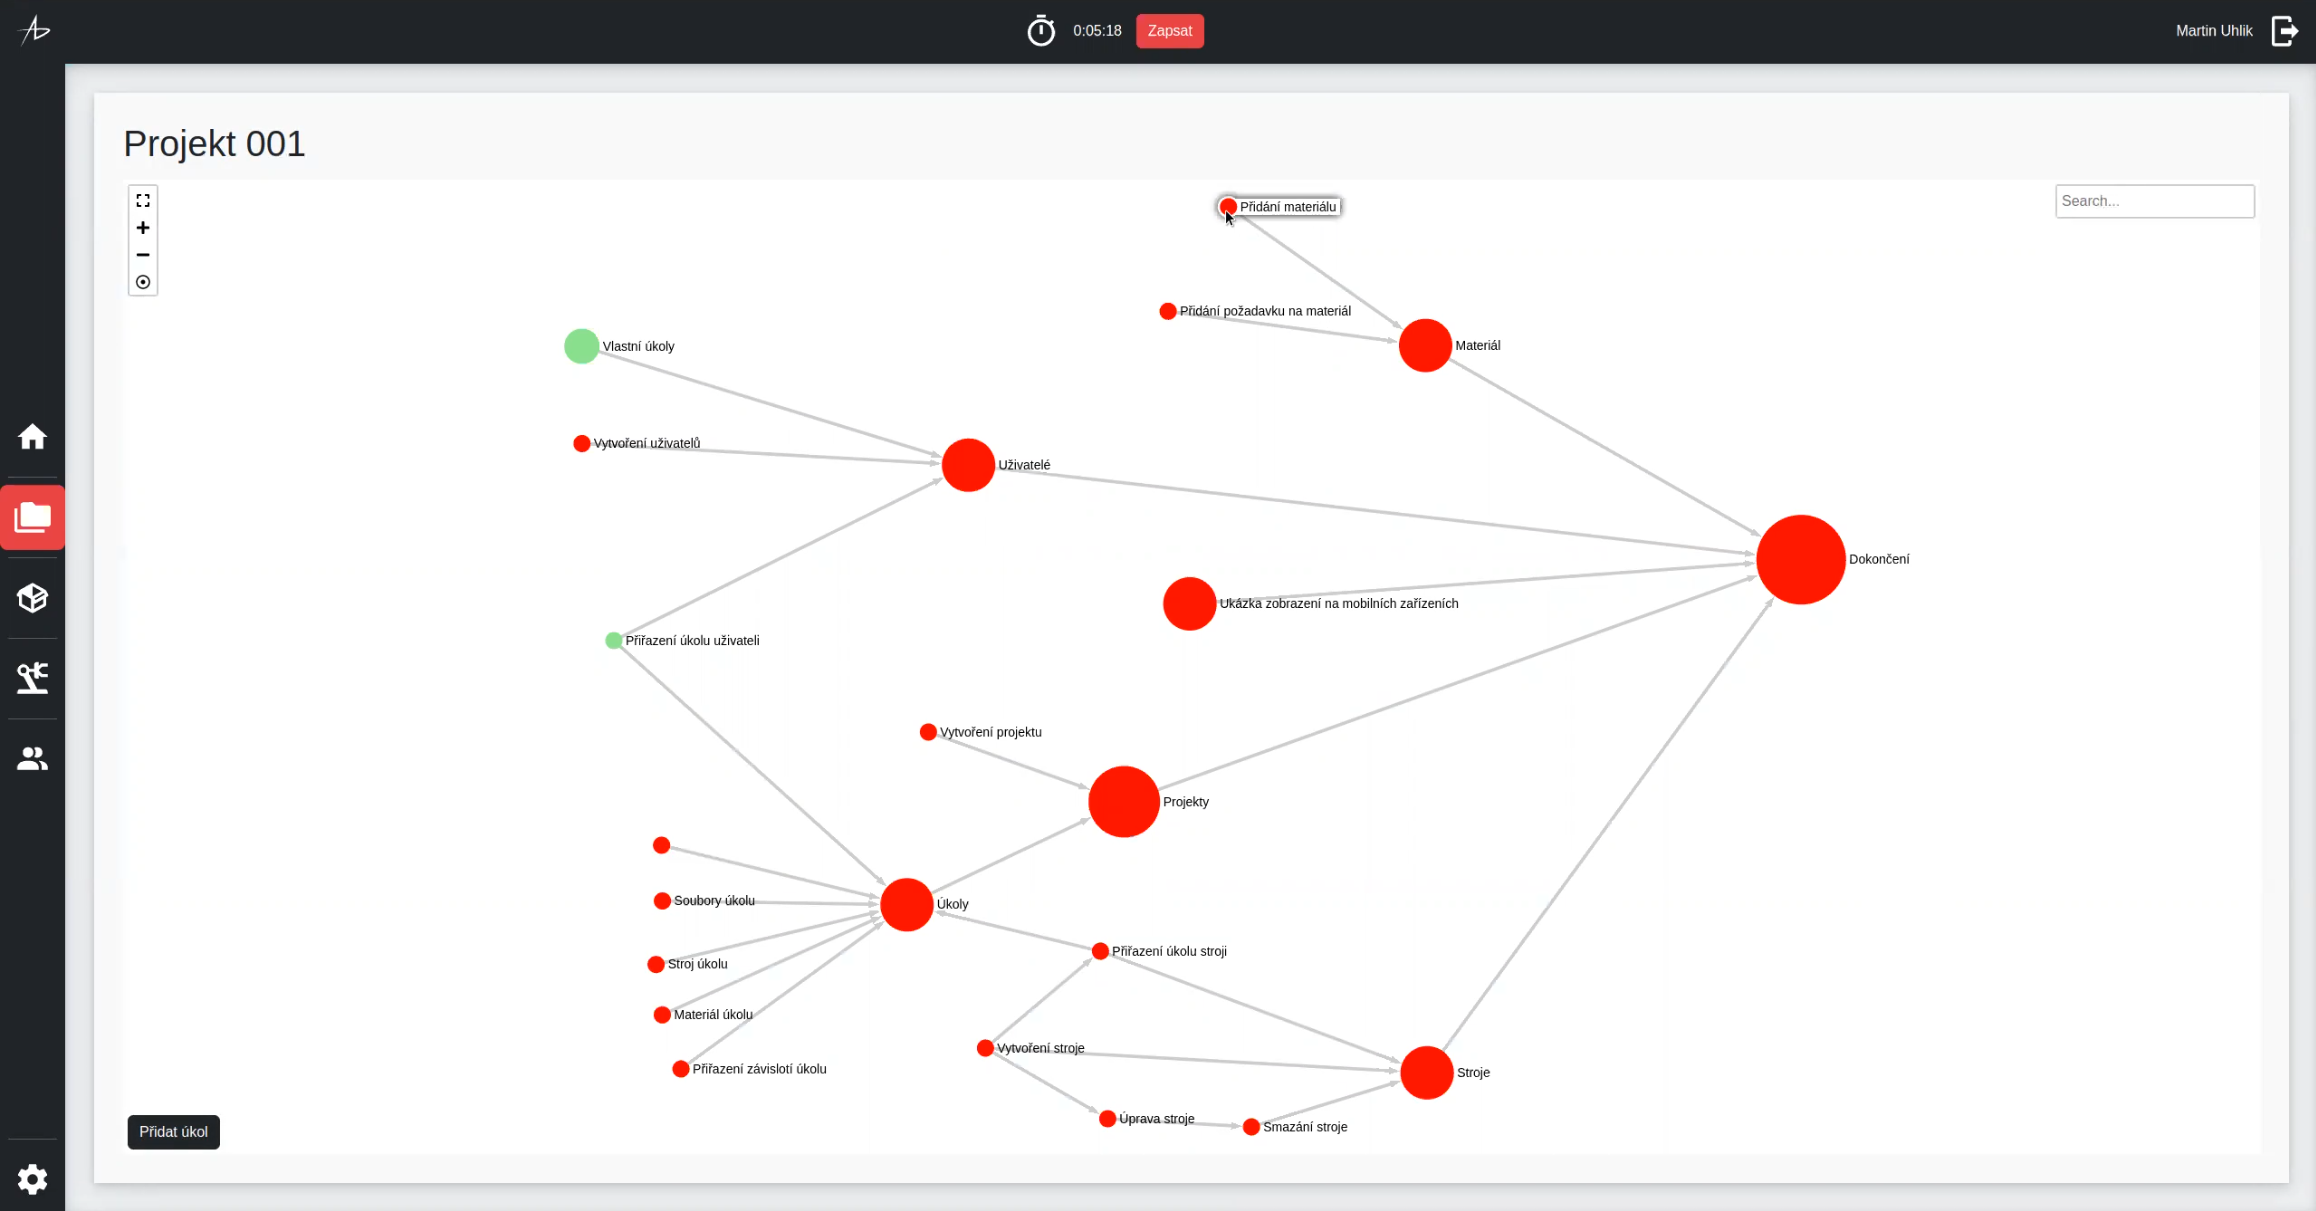 0:05:18
Zapsat
Martin Uhlik
Projekt 001
Search...
Přidání materiálu
Přidání požadavku na materiál
Vlastní úkoly
Materiál
Vytvoření uživatelů
Uživatelé
Dokončení
Ukázka zobrazení na mobilních zařízeních
Přiřazení úkolu uživateli
Vytvoření projektu
Projekty
Soubory úkolu
Úkoly
Přiřazení úkolu stroji
Stroj úkolu
Materiál úkolu
Vytvoření stroje
Přiřazení závislotí úkolu
Stroje
Úprava stroje
Smazání stroje
Přidat úkol